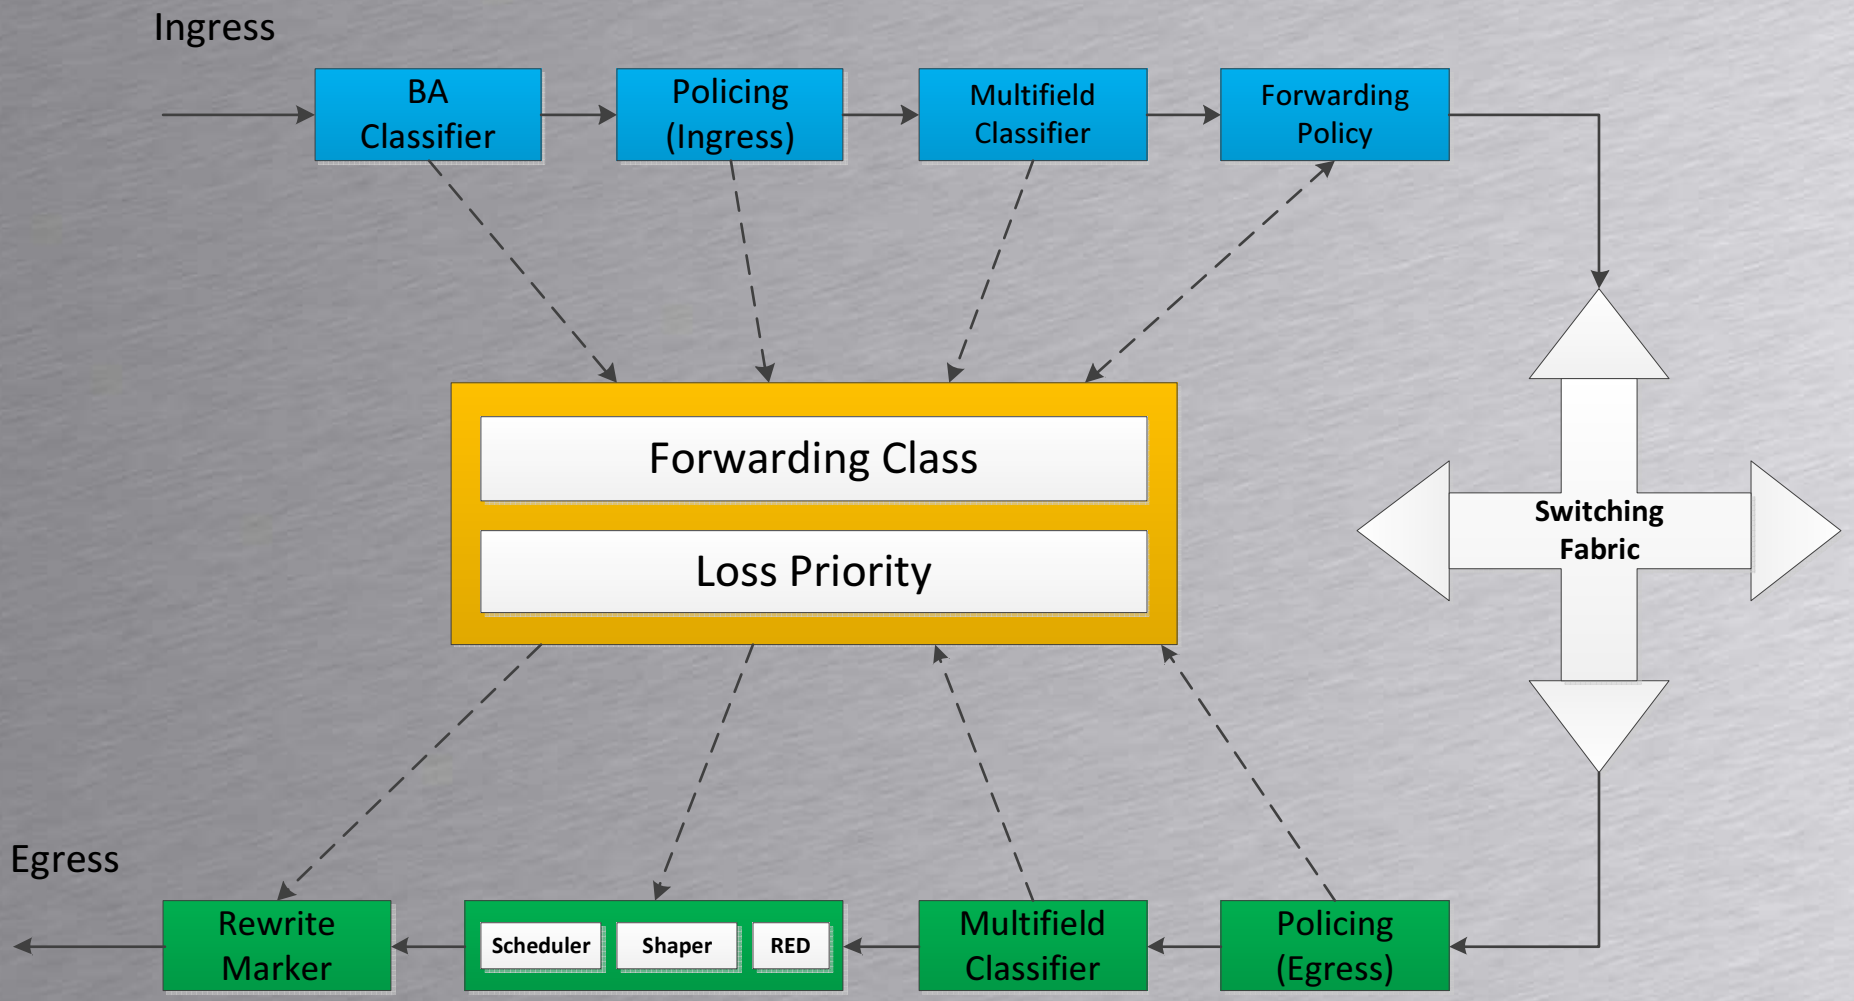 Ingress
BA
Classifier
Policing
(Ingress)
Multifield
Classifier
Forwarding
Policy
Forwarding Class
Loss Priority
Switching
Fabric
Egress
Rewrite
Marker
Scheduler
Shaper
RED
Multifield
Classifier
Policing
(Egress)